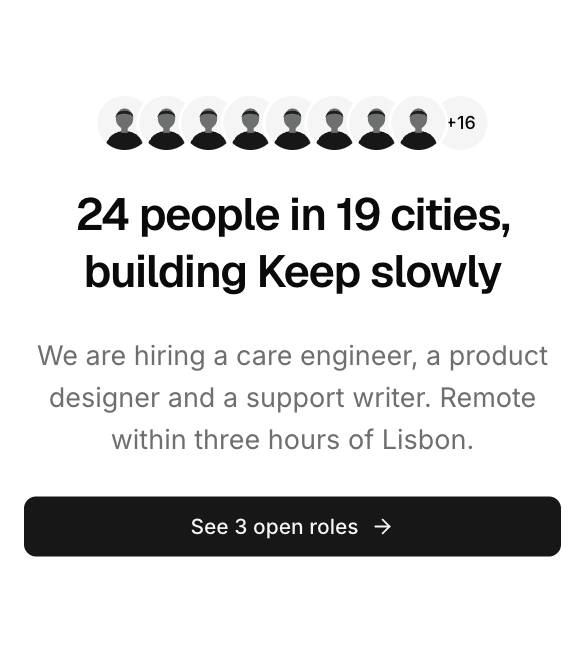 +16
24 people in 19 cities,
building Keep slowly
We are hiring a care engineer, a product
designer and a support writer. Remote
within three hours of Lisbon.
See 3 open roles